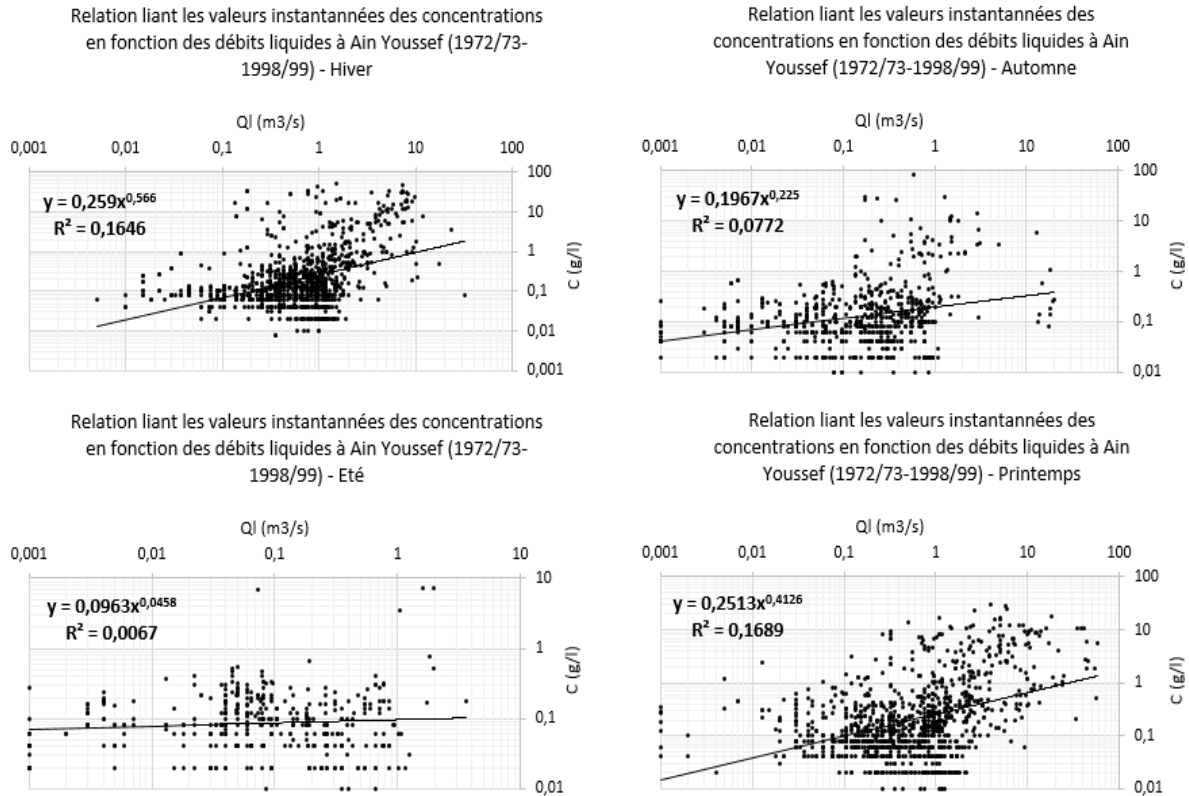 Relation liant les valeurs instantannées des concentrations
en fonction des débits liquides à Ain Youssef (1972/73-
1998/99) - Hiver
Ql (m3/s)
0,001 0,01 0,1 1 10 100
100
10
1
0,1
0,01
0,001
C (g/l)
y = 0,259x^0,566
R² = 0,1646
Relation liant les valeurs instantannées des
concentrations en fonction des débits liquides à Ain
Youssef (1972/73-1998/99) - Automne
Ql (m3/s)
0,001 0,01 0,1 1 10 100
100
10
1
0,1
0,01
C (g/l)
y = 0,1967x^0,225
R² = 0,0772
Relation liant les valeurs instantannées des concentrations
en fonction des débits liquides à Ain Youssef (1972/73-
1998/99) - Eté
Ql (m3/s)
0,001 0,01 0,1 1 10
10
1
0,1
0,01
C (g/l)
y = 0,0963x^0,0458
R² = 0,0067
Relation liant les valeurs instantannées des
concentrations en fonction des débits liquides à Ain
Youssef (1972/73-1998/99) - Printemps
Ql (m3/s)
0,001 0,01 0,1 1 10 100
100
10
1
0,1
0,01
C (g/l)
y = 0,2513x^0,4126
R² = 0,1689